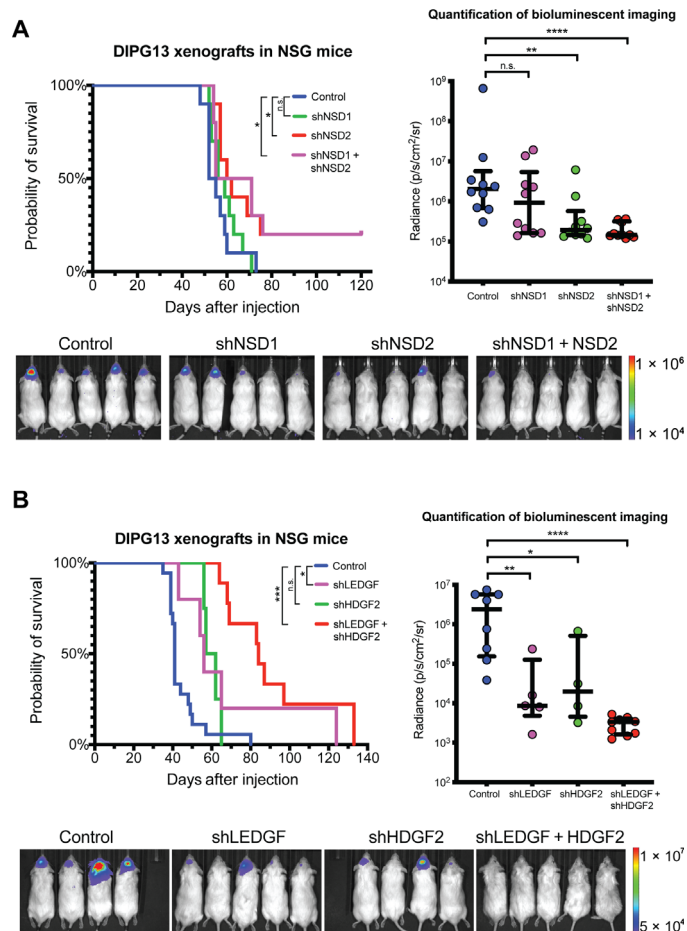 A
DIPG13 xenografts in NSG mice
Probability of survival
100%
50%
0%
0 20 40 60 80 100 120
Days after injection
Control
shNSD1
shNSD2
shNSD1 +
shNSD2
n.s.
*
*
Quantification of bioluminescent imaging
****
**
n.s.
Radiance (p/s/cm²/sr)
10⁹
10⁸
10⁷
10⁶
10⁵
10⁴
Control shNSD1 shNSD2 shNSD1 +
shNSD2
Control shNSD1 shNSD2 shNSD1 + NSD2
1 × 10⁶
1 × 10⁴
B
DIPG13 xenografts in NSG mice
Probability of survival
100%
50%
0%
0 20 40 60 80 100 120 140
Days after injection
Control
shLEDGF
shHDGF2
shLEDGF +
shHDGF2
*
n.s.
***
Quantification of bioluminescent imaging
****
*
**
Radiance (p/s/cm²/sr)
10⁷
10⁶
10⁵
10⁴
10³
10²
Control shLEDGF shHDGF2 shLEDGF +
shHDGF2
Control shLEDGF shHDGF2 shLEDGF + HDGF2
1 × 10⁷
5 × 10⁴